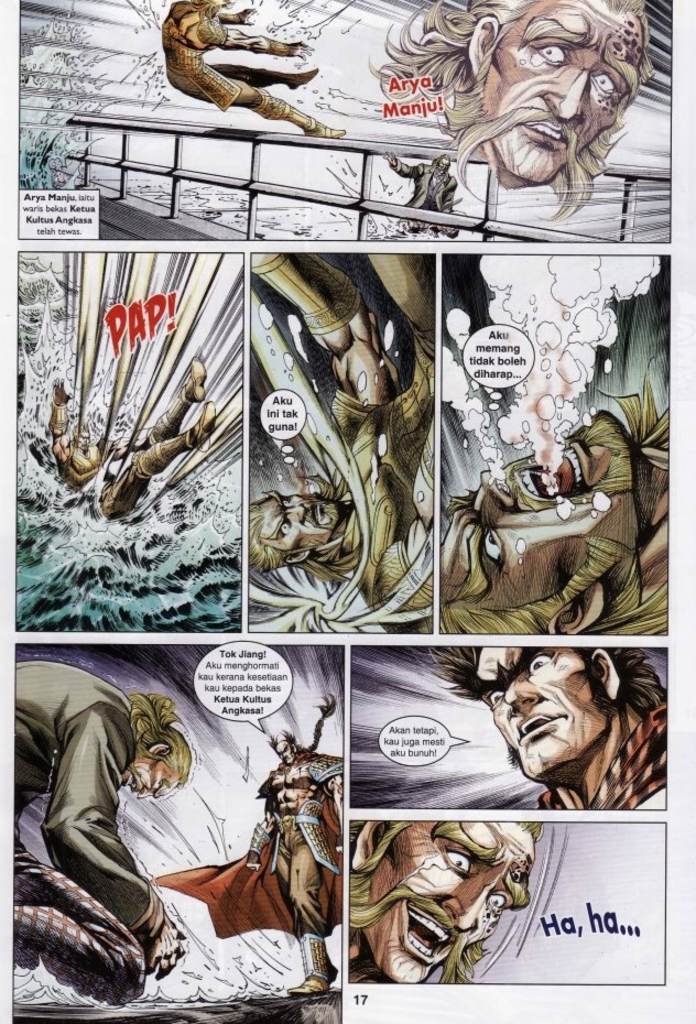 Arya
Manju!
Arya Manju, iaitu
waris bekas Ketua
Kultus Angkasa
telah tewas.
PAP!
Aku
ini tak
guna!
Aku
memang
tidak boleh
diharap...
Tok Jiang!
Aku menghormati
kau kerana kesetiaan
kau kepada bekas
Ketua Kultus
Angkasa!
Akan tetapi,
kau juga mesti
aku bunuh!
Ha, ha...
17